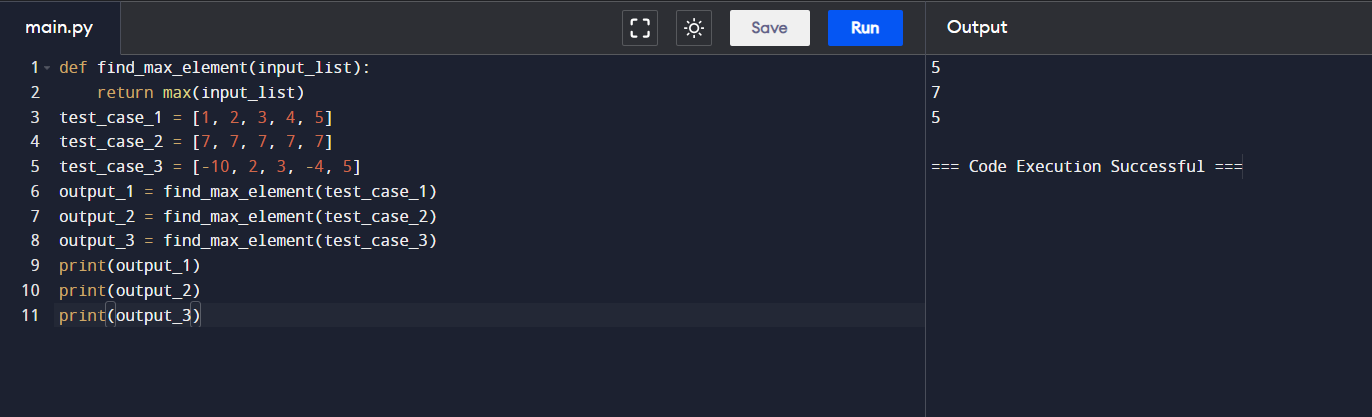 main.py
Save
Run
Output
1 def find_max_element(input_list):
2     return max(input_list)
3 test_case_1 = [1, 2, 3, 4, 5]
4 test_case_2 = [7, 7, 7, 7, 7]
5 test_case_3 = [-10, 2, 3, -4, 5]
6 output_1 = find_max_element(test_case_1)
7 output_2 = find_max_element(test_case_2)
8 output_3 = find_max_element(test_case_3)
9 print(output_1)
10 print(output_2)
11 print(output_3)
5
7
5
=== Code Execution Successful ===